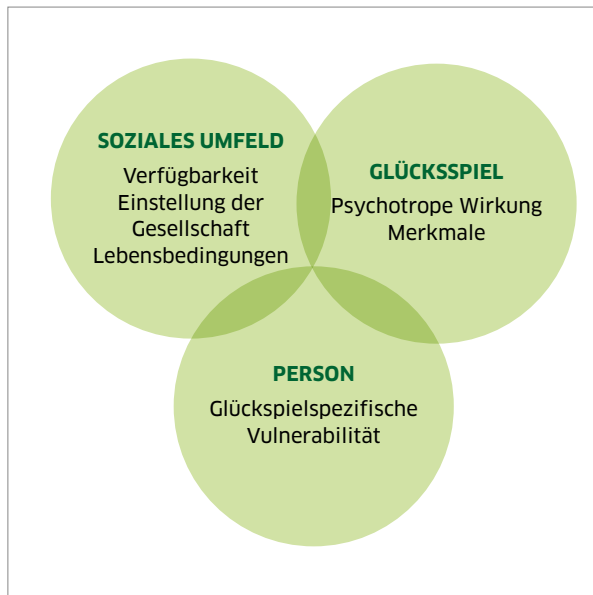 SOZIALES UMFELD
Verfügbarkeit
Einstellung der
Gesellschaft
Lebensbedingungen
GLÜCKSSPIEL
Psychotrope Wirkung
Merkmale
PERSON
Glückspielspezifische
Vulnerabilität